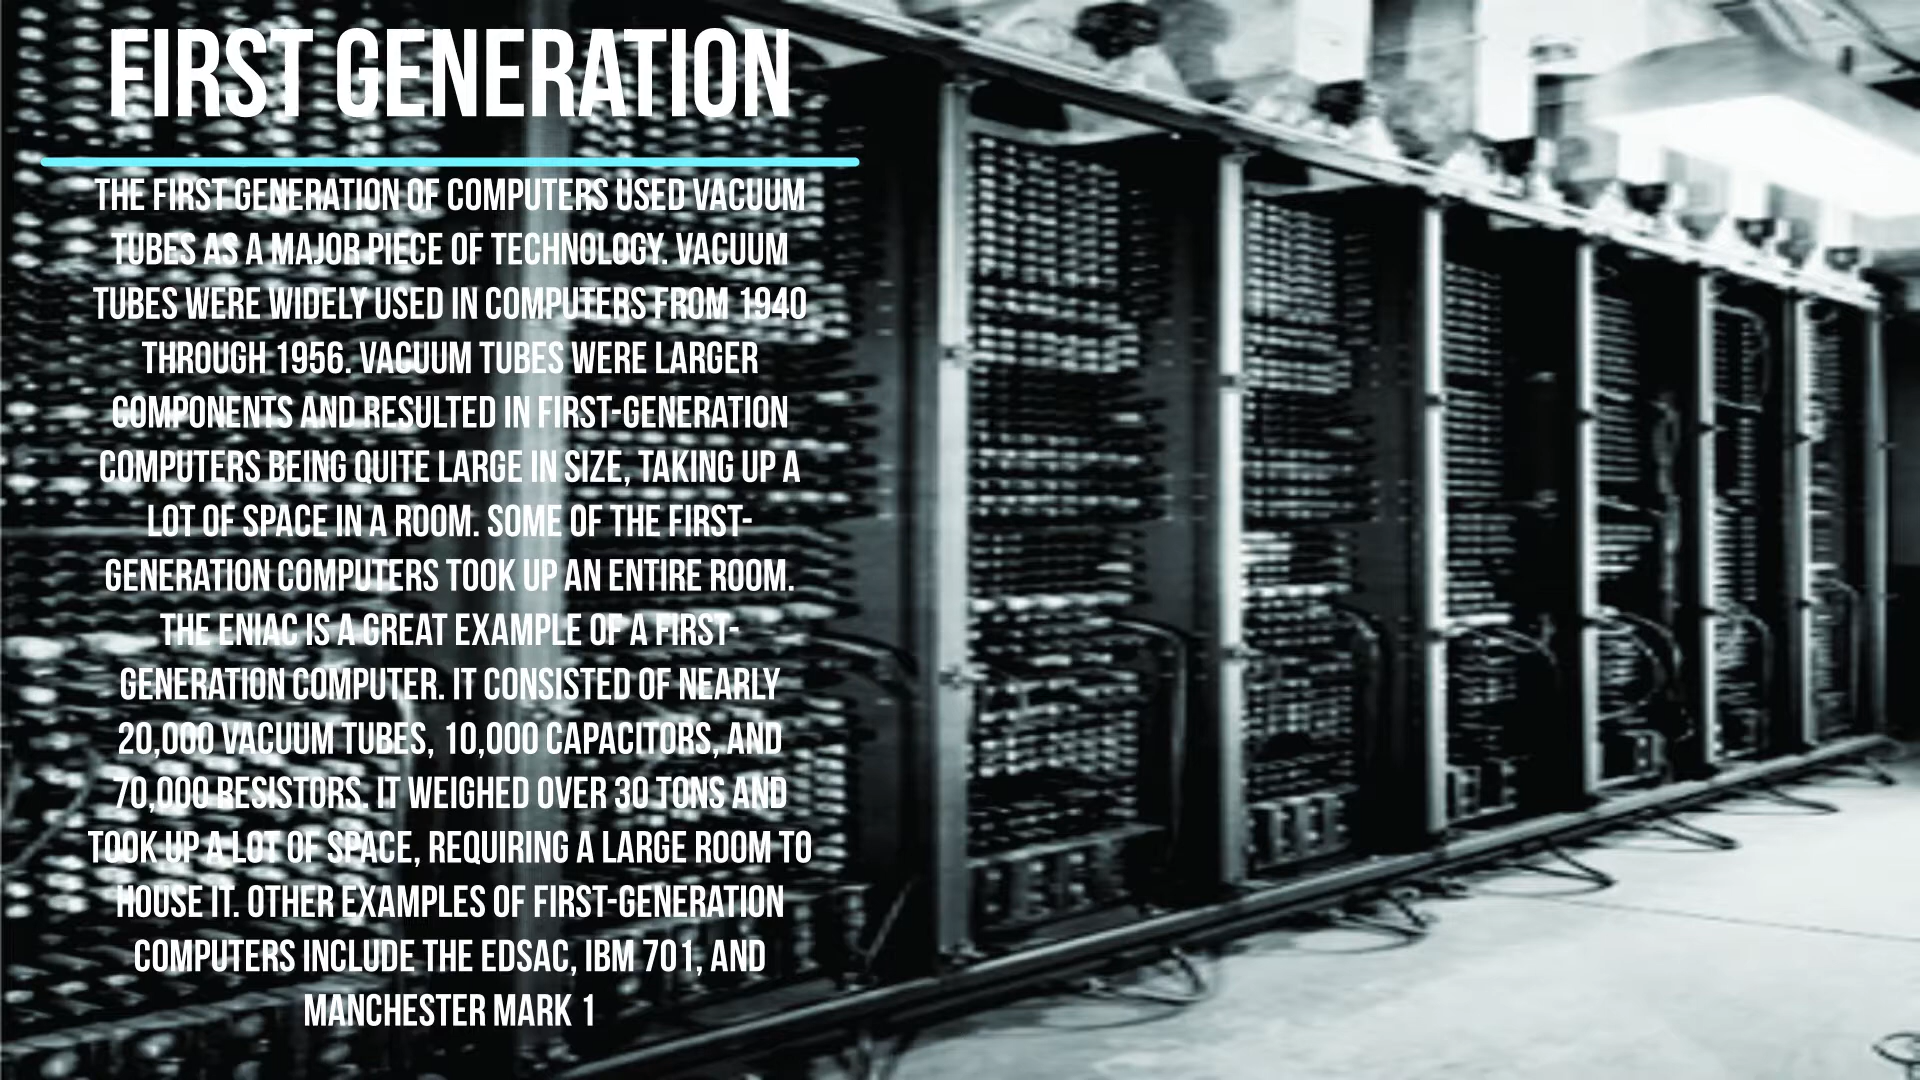 FIRST GENERATION
THE FIRST GENERATION OF COMPUTERS USED VACUUM
TUBES AS A MAJOR PIECE OF TECHNOLOGY. VACUUM
TUBES WERE WIDELY USED IN COMPUTERS FROM 1940
THROUGH 1956. VACUUM TUBES WERE LARGER
COMPONENTS AND RESULTED IN FIRST-GENERATION
COMPUTERS BEING QUITE LARGE IN SIZE, TAKING UP A
LOT OF SPACE IN A ROOM. SOME OF THE FIRST-
GENERATION COMPUTERS TOOK UP AN ENTIRE ROOM.
THE ENIAC IS A GREAT EXAMPLE OF A FIRST-
GENERATION COMPUTER. IT CONSISTED OF NEARLY
20,000 VACUUM TUBES, 10,000 CAPACITORS, AND
70,000 RESISTORS. IT WEIGHED OVER 30 TONS AND
TOOK UP A LOT OF SPACE, REQUIRING A LARGE ROOM TO
HOUSE IT. OTHER EXAMPLES OF FIRST-GENERATION
COMPUTERS INCLUDE THE EDSAC, IBM 701, AND
MANCHESTER MARK 1